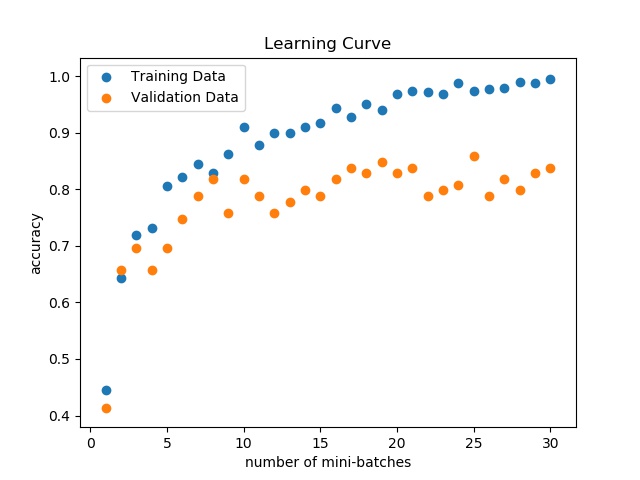 Learning Curve
Training Data
Validation Data
1.0
0.9
0.8
0.7
0.6
0.5
0.4
accuracy
0 5 10 15 20 25 30
number of mini-batches